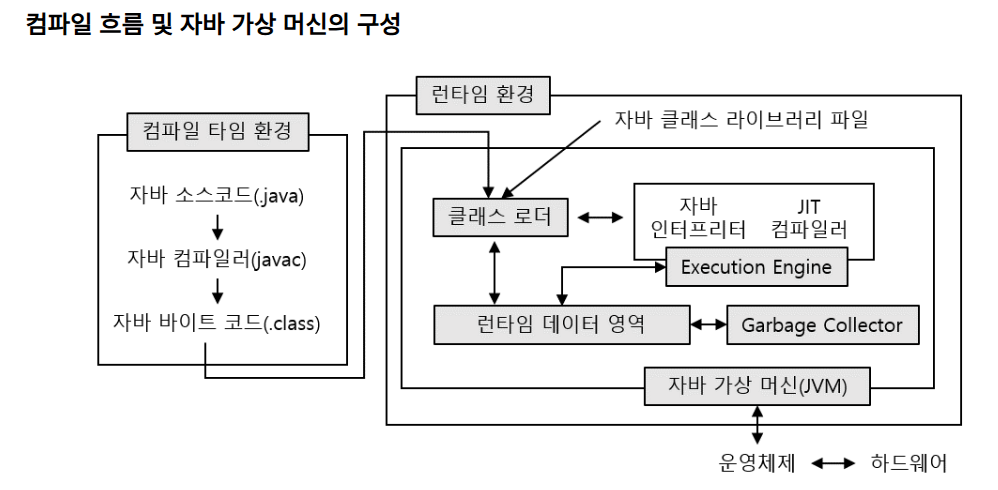 컴파일 흐름 및 자바 가상 머신의 구성
런타임 환경
컴파일 타임 환경
자바 클래스 라이브러리 파일
자바 소스코드(.java)
자바 컴파일러(javac)
자바 바이트 코드(.class)
클래스 로더
자바
인터프리터
JIT
컴파일러
Execution Engine
런타임 데이터 영역
Garbage Collector
자바 가상 머신(JVM)
운영체제
하드웨어